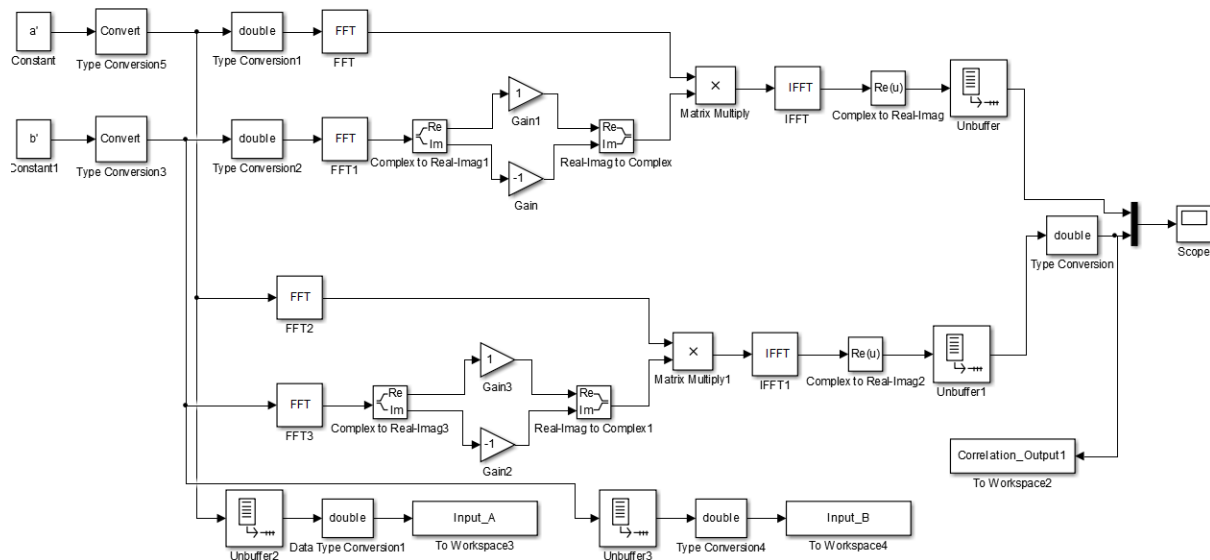 a'
Constant
Convert
Type Conversion5
double
Type Conversion1
FFT
FFT
1
Gain1
×
Matrix Multiply
IFFT
IFFT
Re(u)
Complex to Real-Imag
Unbuffer
b'
Constant1
Convert
Type Conversion3
double
Type Conversion2
FFT
FFT1
Re
Im
Complex to Real-Imag1
-1
Gain
Re
Im
Real-Imag to Complex
double
Type Conversion
Scope
FFT
FFT2
×
Matrix Multiply1
IFFT
IFFT1
Re(u)
Complex to Real-Imag2
Unbuffer1
FFT
FFT3
Re
Im
Complex to Real-Imag3
1
Gain3
-1
Gain2
Re
Im
Real-Imag to Complex1
Correlation_Output1
To Workspace2
Unbuffer2
double
Data Type Conversion1
Input_A
To Workspace3
Unbuffer3
double
Type Conversion4
Input_B
To Workspace4